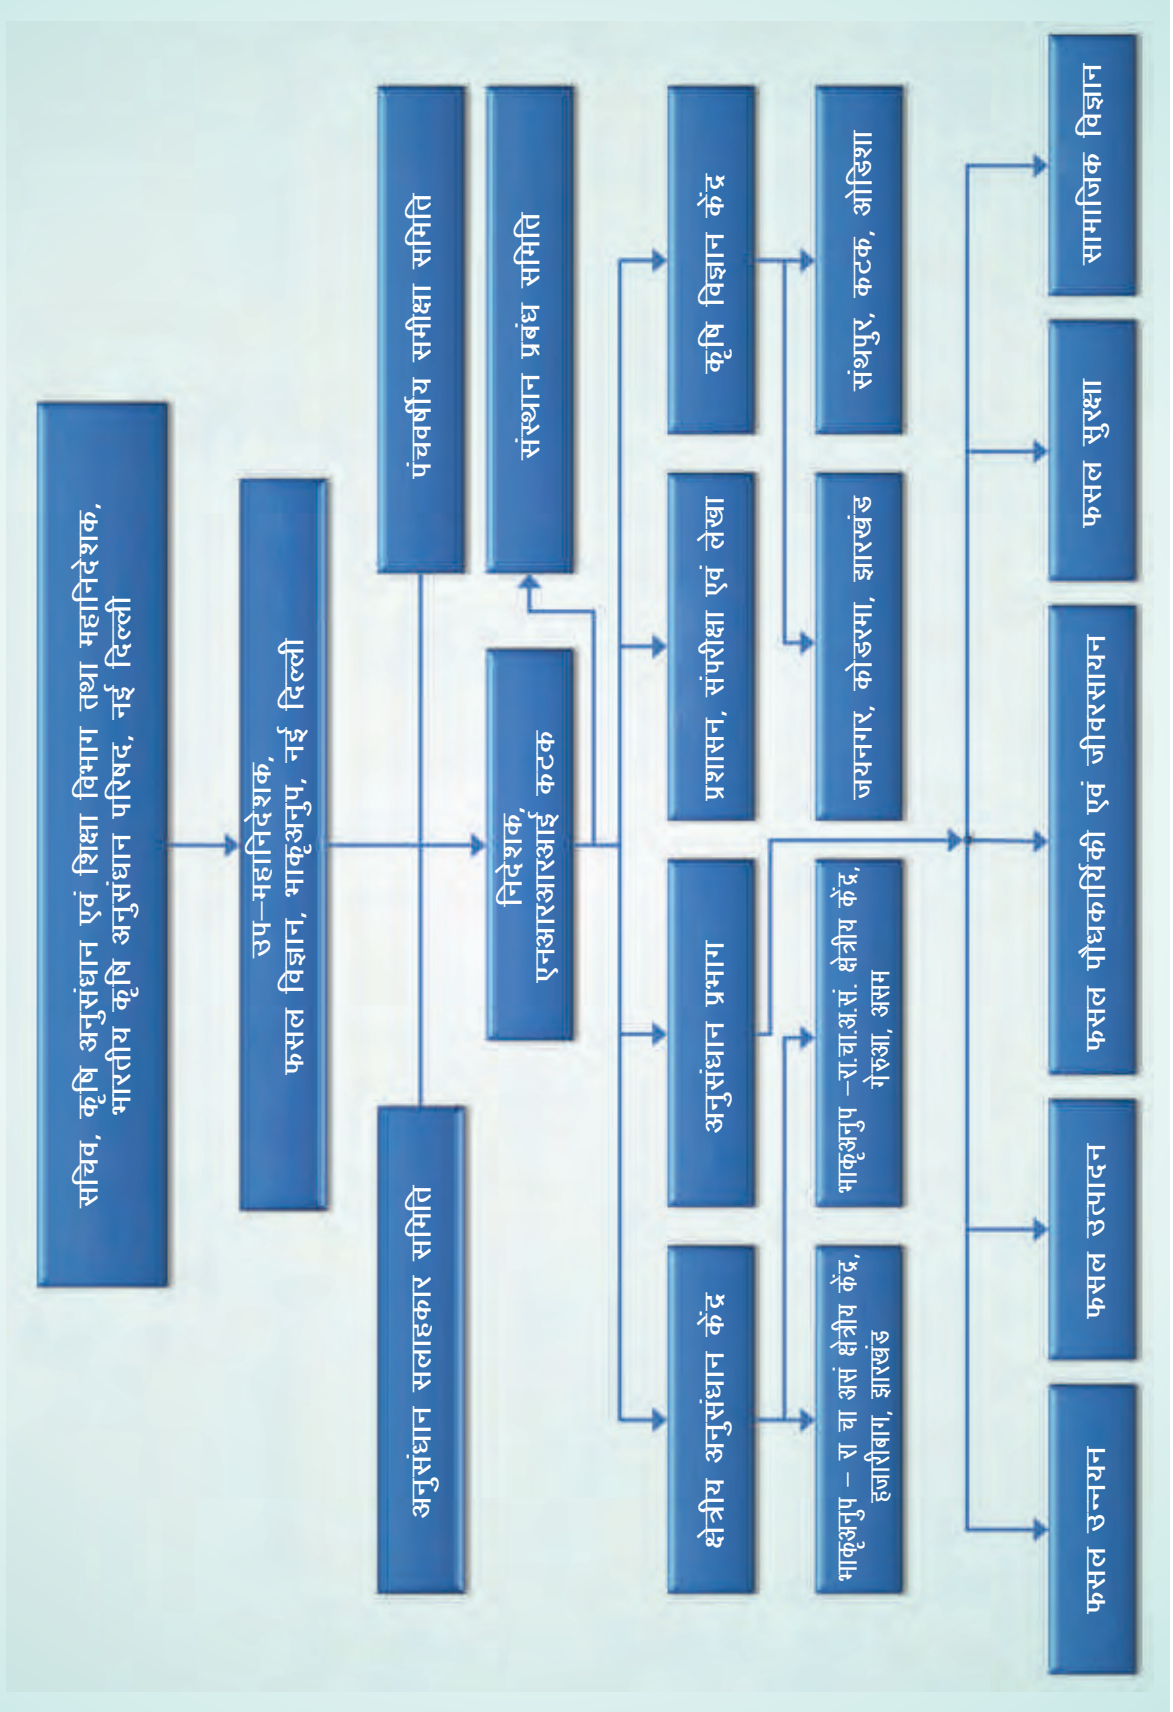 सचिव, कृषि अनुसंधान एवं शिक्षा विभाग तथा महानिदेशक,
भारतीय कृषि अनुसंधान परिषद, नई दिल्ली
उप–महानिदेशक,
फसल विज्ञान, भाकृअनुप, नई दिल्ली
अनुसंधान सलाहकार समिति
पंचवर्षीय समीक्षा समिति
निदेशक,
एनआरआरआई कटक
संस्थान प्रबंध समिति
क्षेत्रीय अनुसंधान केंद्र
अनुसंधान प्रभाग
प्रशासन, संपरीक्षा एवं लेखा
कृषि विज्ञान केंद्र
भाकृअनुप – रा चा असं क्षेत्रीय केंद्र,
हजारीबाग, झारखंड
भाकृअनुप –रा.चा.अ.सं. क्षेत्रीय केंद्र,
गेरुआ, असम
जयनगर, कोडरमा, झारखंड
संथपुर, कटक, ओडिशा
फसल उन्नयन
फसल उत्पादन
फसल पौधकार्यिकी एवं जीवरसायन
फसल सुरक्षा
सामाजिक विज्ञान